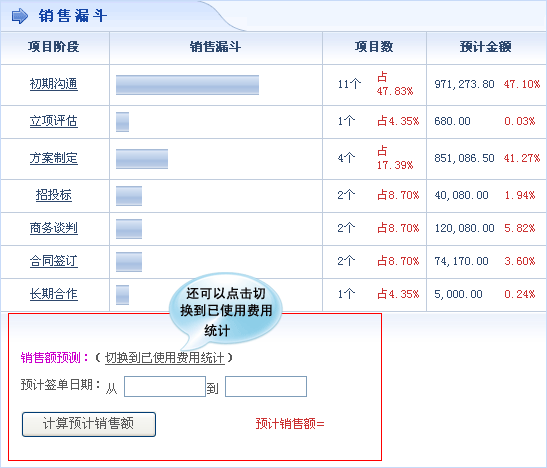 销售漏斗
项目阶段 销售漏斗 项目数 预计金额
初期沟通 11个 占47.83% 971,273.80 47.10%
立项评估 1个 占4.35% 680.00 0.03%
方案制定 4个 占17.39% 851,086.50 41.27%
招投标 2个 占8.70% 40,080.00 1.94%
商务谈判 2个 占8.70% 120,080.00 5.82%
合同签订 2个 占8.70% 74,170.00 3.60%
长期合作 1个 占4.35% 5,000.00 0.24%
还可以点击切
换到已使用费用
统计
销售额预测：（切换到已使用费用统计）
预计签单日期：从 到
计算预计销售额 预计销售额=